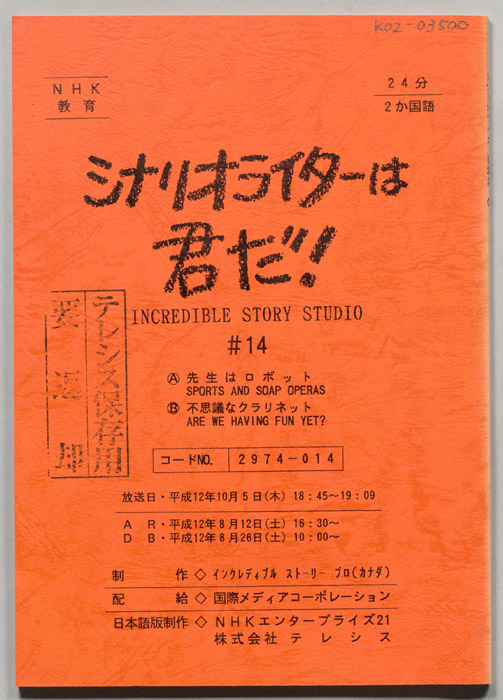 K02-03500
NHK
教育
24分
2か国語
シナリオライターは
君だ!
INCREDIBLE STORY STUDIO
#14
Ⓐ 先生はロボット
SPORTS AND SOAP OPERAS
Ⓑ 不思議なクラリネット
ARE WE HAVING FUN YET?
テレシス保存用
要返却
コードNO. 2974-014
放送日・平成12年10月5日(木) 18:45～19:09
A R・平成12年8月12日(土) 16:30～
D B・平成12年8月26日(土) 10:00～
制 作◇インクレディブル ストーリー プロ(カナダ)
配 給◇国際メディアコーポレーション
日本語版制作◇NHKエンタープライズ21
株式会社テレシス